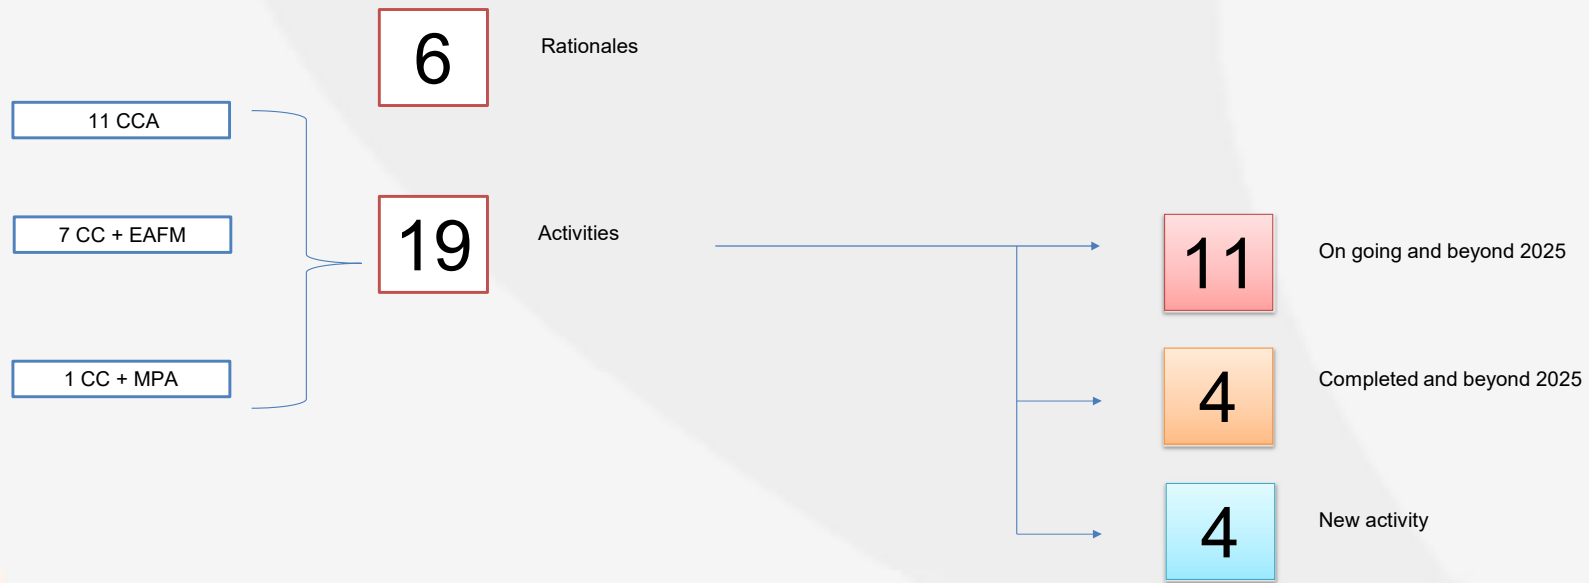 6
Rationales
11 CCA
7 CC + EAFM
1 CC + MPA
19
Activities
11
On going and beyond 2025
4
Completed and beyond 2025
4
New activity